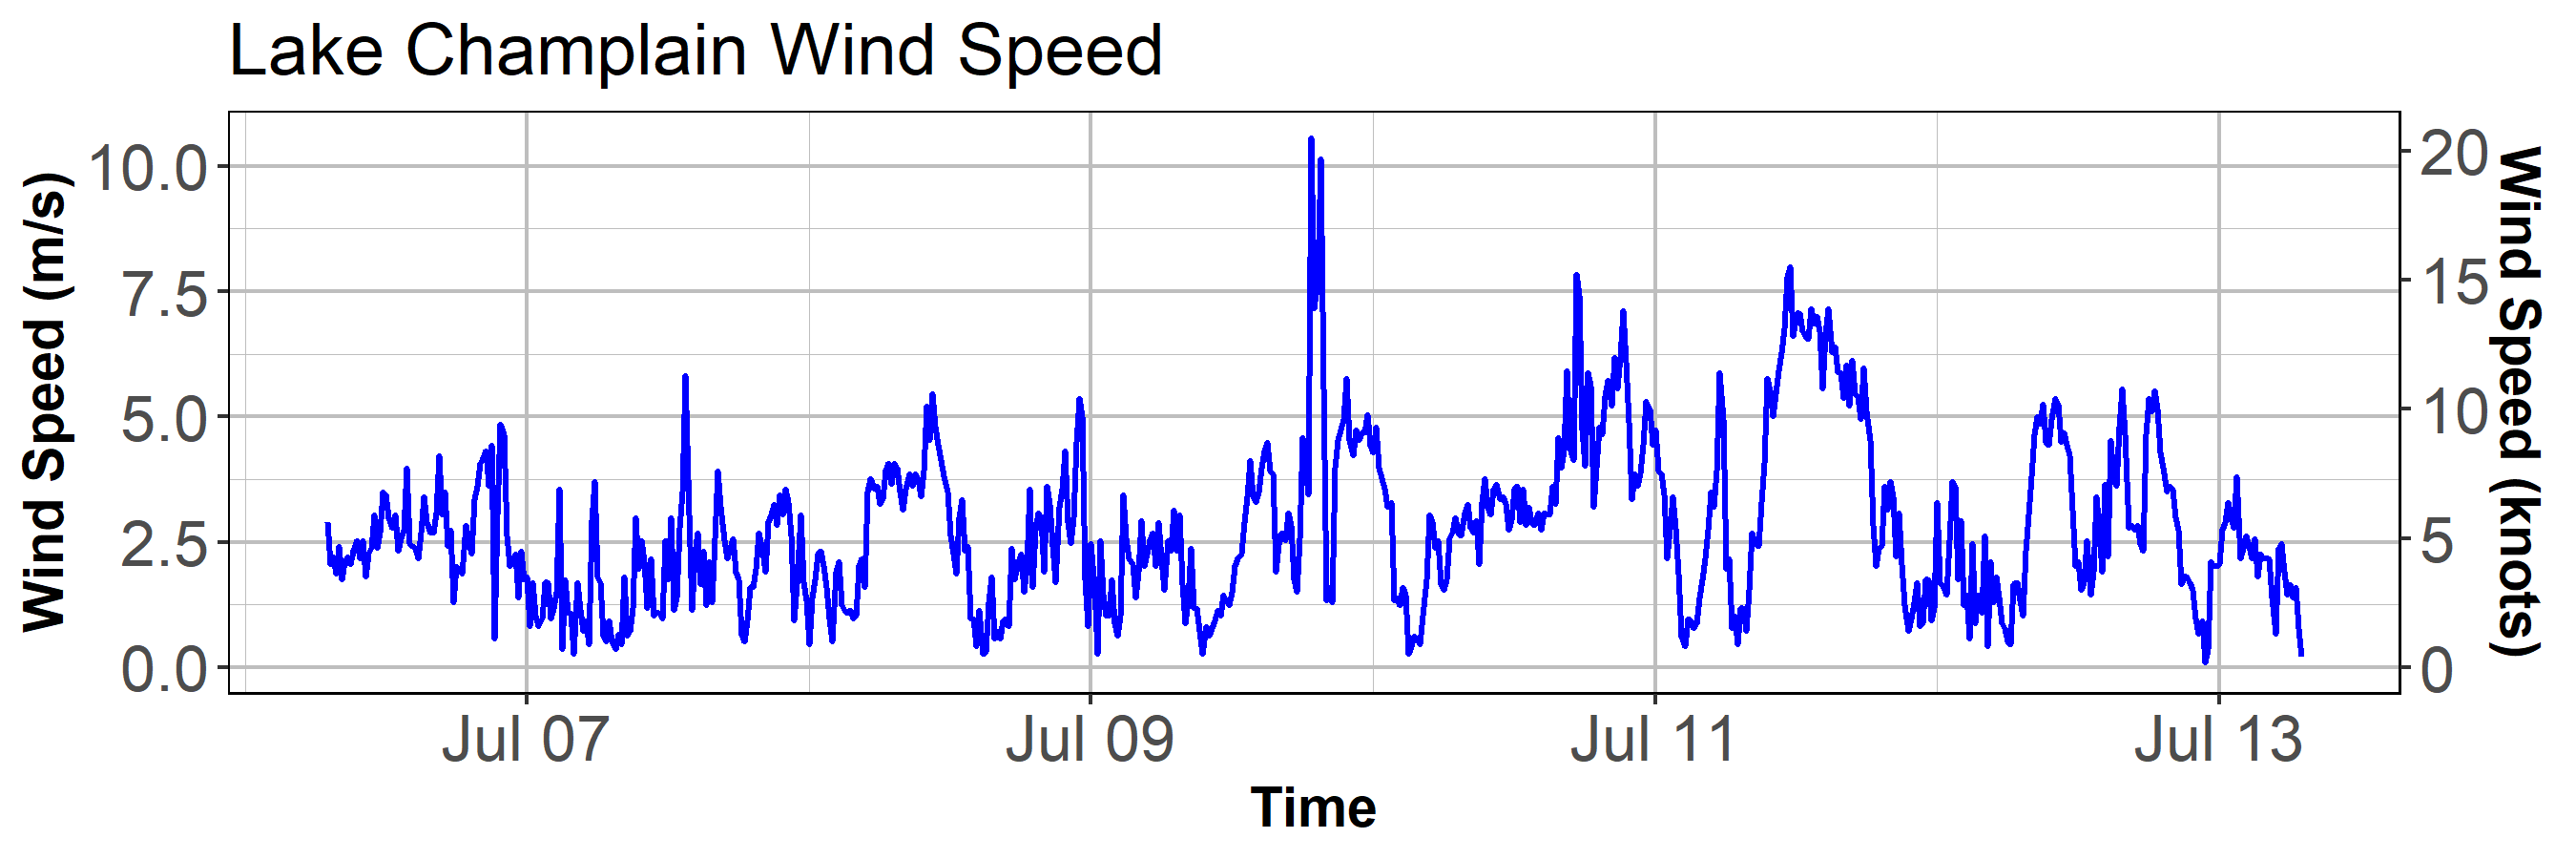 Lake Champlain Wind Speed
Wind Speed (m/s)
10.0
7.5
5.0
2.5
0.0
20
15
10
5
0
Wind Speed (knots)
Jul 07
Jul 09
Jul 11
Jul 13
Time